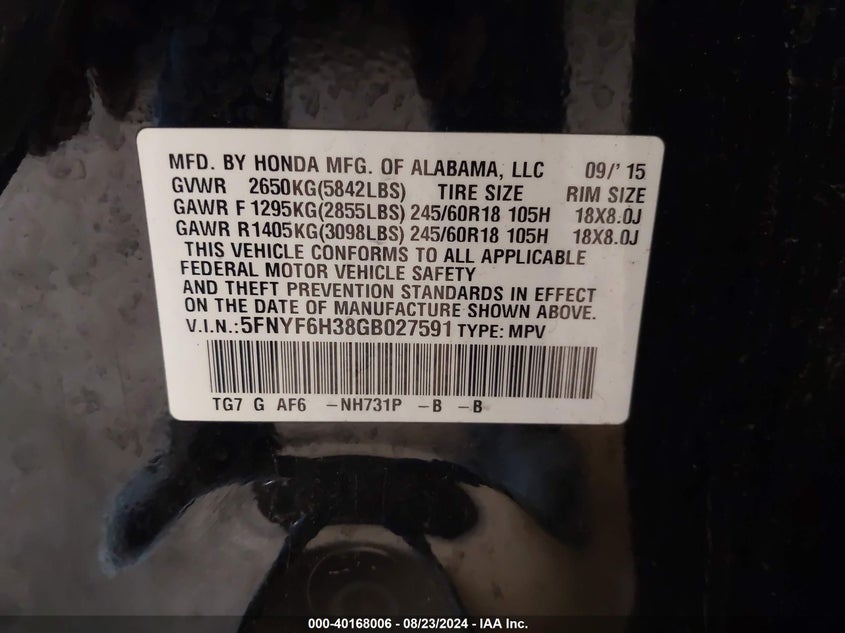 MFD. BY HONDA MFG. OF ALABAMA, LLC 09/' 15
GVWR 2650KG(5842LBS) TIRE SIZE RIM SIZE
GAWR F 1295KG(2855LBS) 245/60R18 105H 18X8.0J
GAWR R1405KG(3098LBS) 245/60R18 105H 18X8.0J
THIS VEHICLE CONFORMS TO ALL APPLICABLE
FEDERAL MOTOR VEHICLE SAFETY
AND THEFT PREVENTION STANDARDS IN EFFECT
ON THE DATE OF MANUFACTURE SHOWN ABOVE.
V.I.N.:5FNYF6H38GB027591 TYPE: MPV
TG7 G AF6 -NH731P -B -B
000-40168006 - 08/23/2024 - IAA Inc.